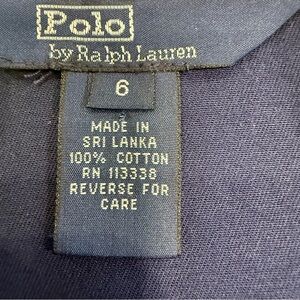 Polo
by Ralph Lauren
6
MADE IN
SRI LANKA
100% COTTON
RN 113338
REVERSE FOR
CARE